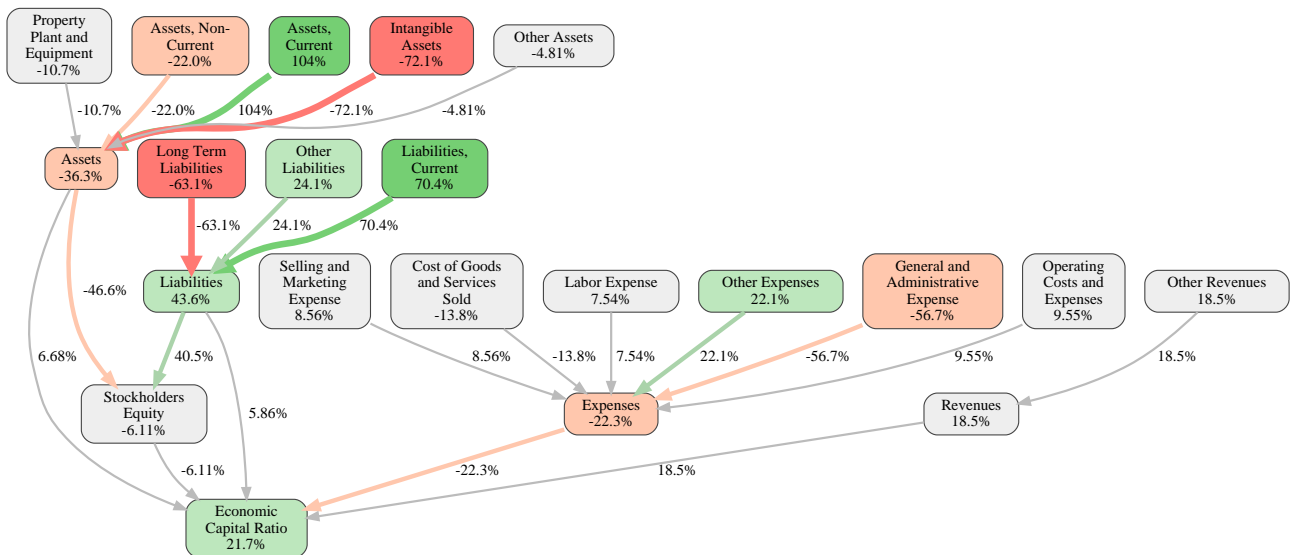 Property
Plant and
Equipment
-10.7%
Assets, Non-
Current
-22.0%
Assets,
Current
104%
Intangible
Assets
-72.1%
Other Assets
-4.81%
-10.7%
-22.0%
104%
-72.1%
-4.81%
Assets
-36.3%
Long Term
Liabilities
-63.1%
Other
Liabilities
24.1%
Liabilities,
Current
70.4%
-63.1%
24.1%
70.4%
Liabilities
43.6%
Selling and
Marketing
Expense
8.56%
Cost of Goods
and Services
Sold
-13.8%
Labor Expense
7.54%
Other Expenses
22.1%
General and
Administrative
Expense
-56.7%
Operating
Costs and
Expenses
9.55%
Other Revenues
18.5%
-46.6%
6.68%
40.5%
8.56%
-13.8%
7.54%
22.1%
-56.7%
9.55%
18.5%
Stockholders
Equity
-6.11%
5.86%
Expenses
-22.3%
Revenues
18.5%
-6.11%
-22.3%
18.5%
Economic
Capital Ratio
21.7%